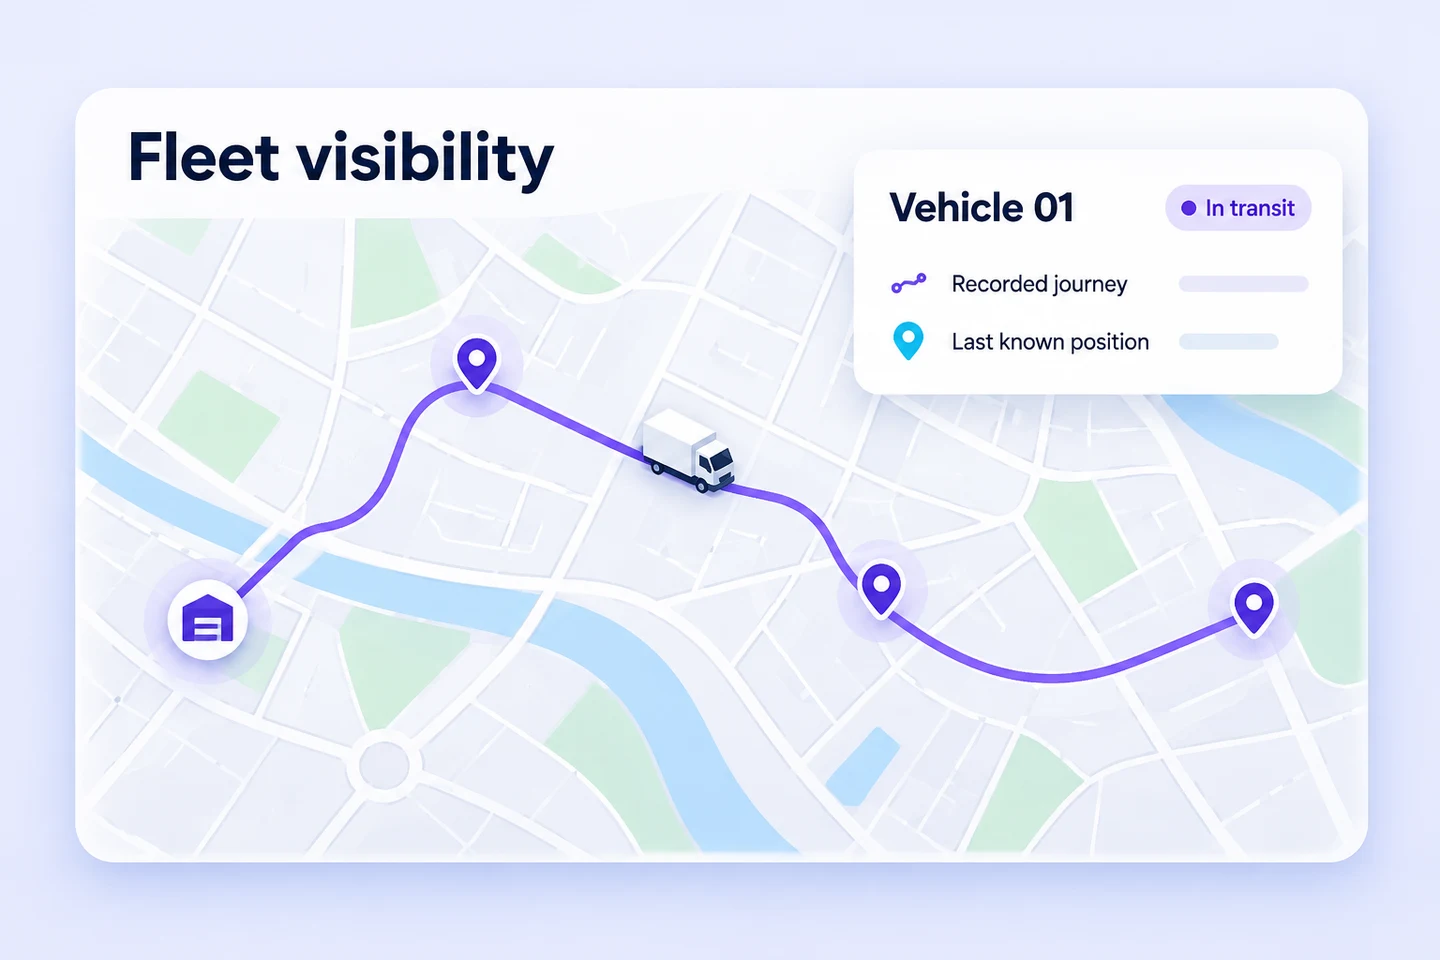 Fleet visibility
Vehicle 01
In transit
Recorded journey
Last known position